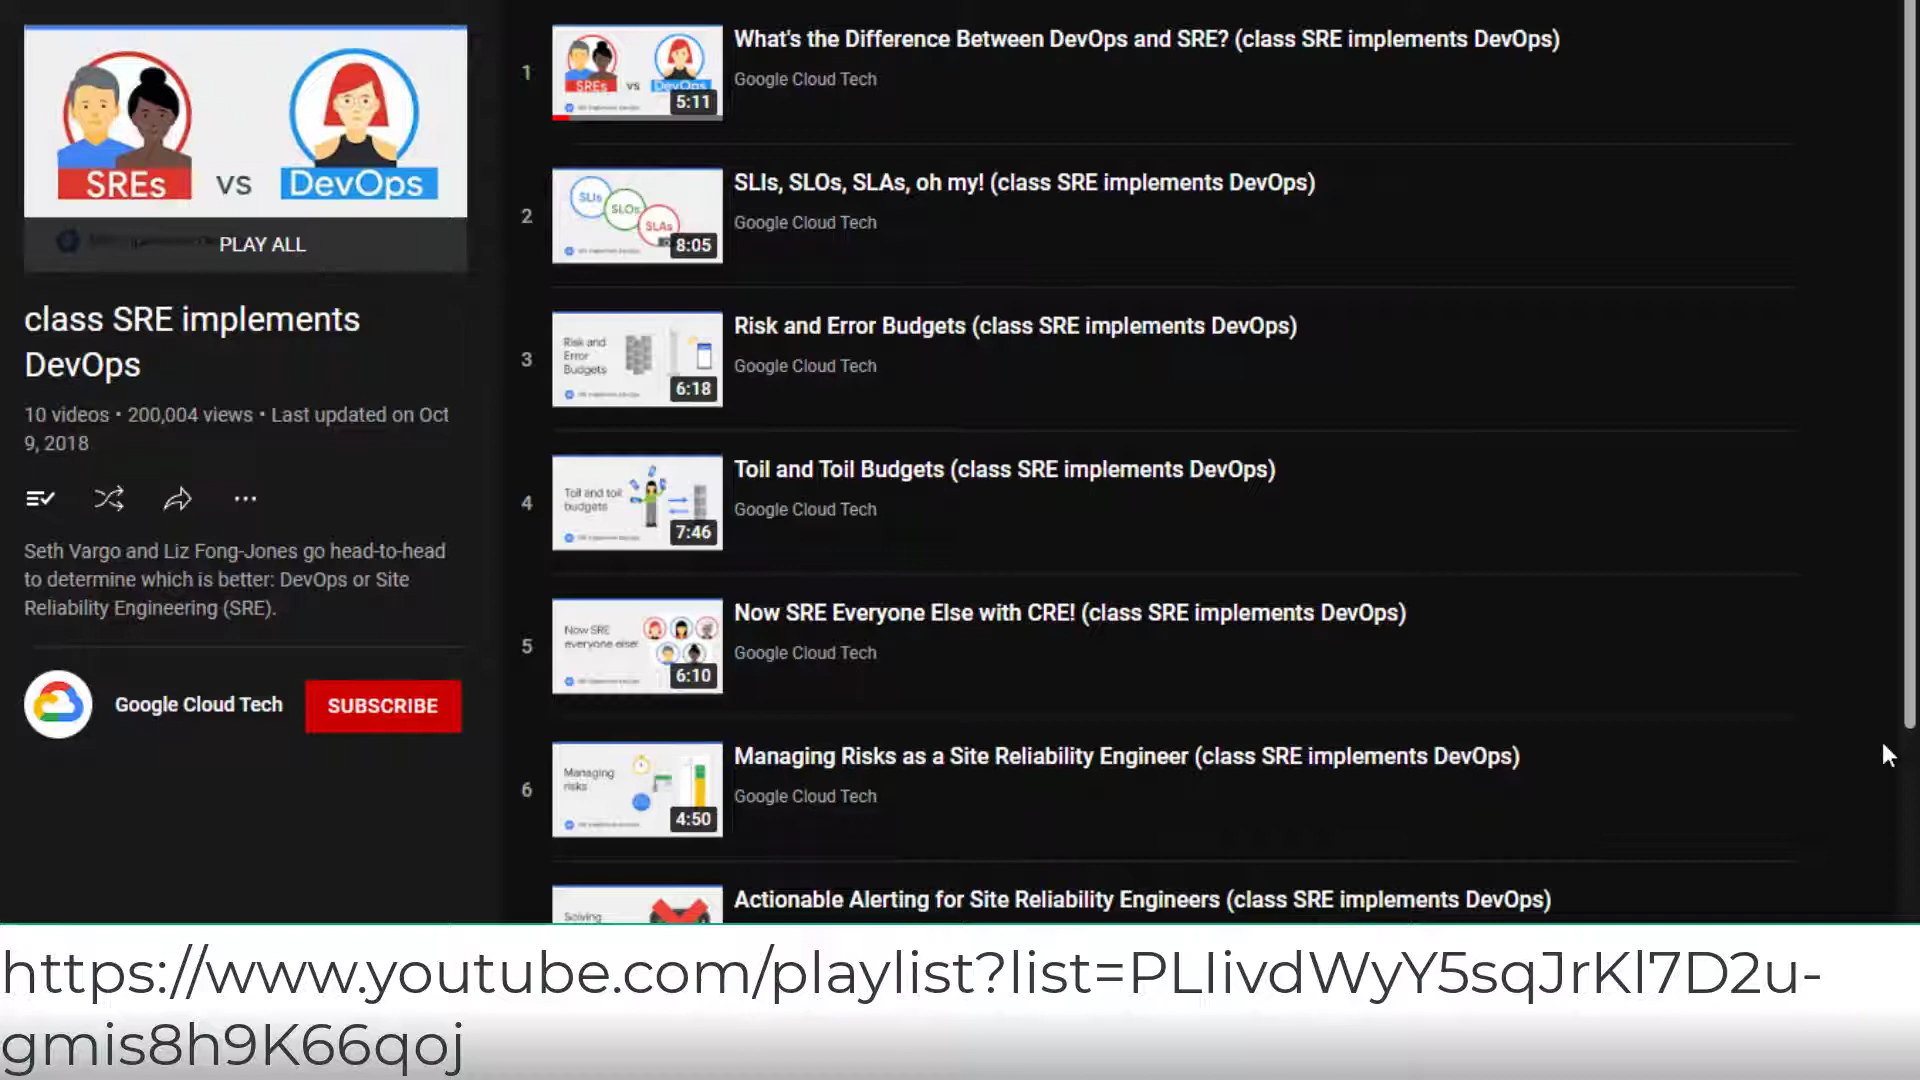 SREs vs DevOps
PLAY ALL
class SRE implements
DevOps
10 videos • 200,004 views • Last updated on Oct
9, 2018
Seth Vargo and Liz Fong-Jones go head-to-head
to determine which is better: DevOps or Site
Reliability Engineering (SRE).
Google Cloud Tech
SUBSCRIBE
1
SREs vs DevOps
5:11
What's the Difference Between DevOps and SRE? (class SRE implements DevOps)
Google Cloud Tech
2
SLIs
SLOs
SLAs
8:05
SLIs, SLOs, SLAs, oh my! (class SRE implements DevOps)
Google Cloud Tech
3
Risk and
Error
Budgets
6:18
Risk and Error Budgets (class SRE implements DevOps)
Google Cloud Tech
4
Toil and toil
budgets
7:46
Toil and Toil Budgets (class SRE implements DevOps)
Google Cloud Tech
5
Now SRE
everyone else!
6:10
Now SRE Everyone Else with CRE! (class SRE implements DevOps)
Google Cloud Tech
6
Managing
risks
4:50
Managing Risks as a Site Reliability Engineer (class SRE implements DevOps)
Google Cloud Tech
Solving
Actionable Alerting for Site Reliability Engineers (class SRE implements DevOps)
https://www.youtube.com/playlist?list=PLIivdWyY5sqJrKl7D2u-
gmis8h9K66qoj